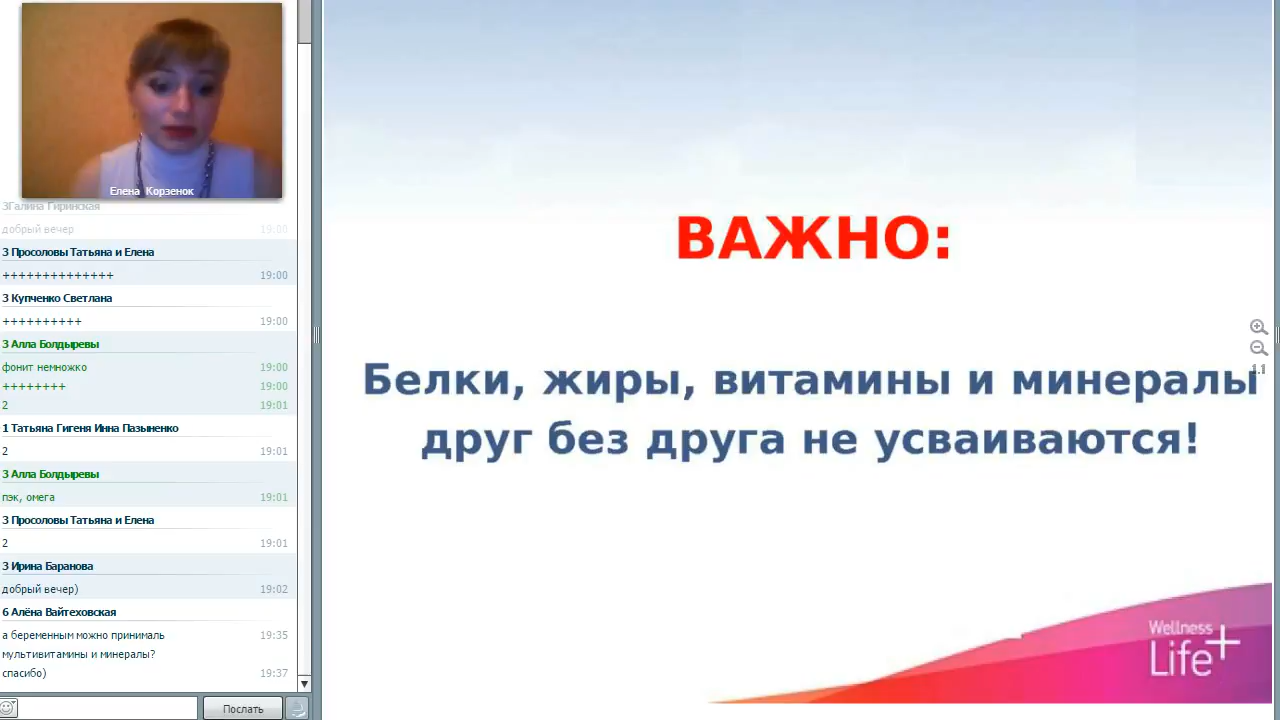 Елена Корзенок
3Галина Гиринская
добрый вечер 19:00
3 Просоловы Татьяна и Елена
++++++++++++++ 19:00
3 Купченко Светлана
++++++++++ 19:00
3 Алла Болдыревы
фонит немножко 19:00
++++++++ 19:00
2 19:01
1 Татьяна Гигеня Инна Пазыненко
2 19:01
3 Алла Болдыревы
пэк, омега 19:01
3 Просоловы Татьяна и Елена
2 19:01
3 Ирина Баранова
добрый вечер) 19:02
6 Алёна Вайтеховская
а беременным можно прималь 19:35
мультивитамины и минералы?
спасибо) 19:37
Послать
ВАЖНО:
Белки, жиры, витамины и минералы
друг без друга не усваиваются!
1:1
Wellness
Life+